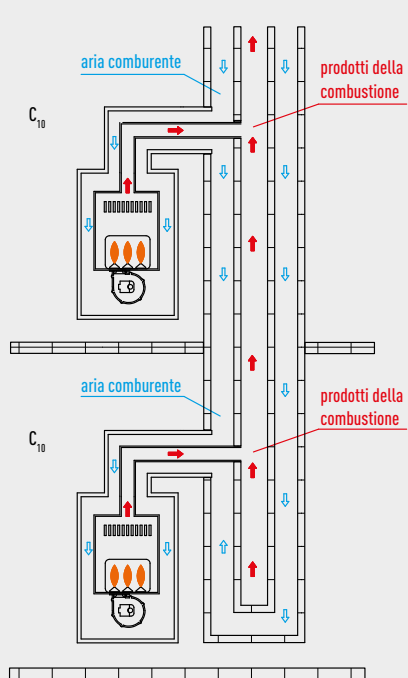 aria comburente
prodotti della
combustione
C₁₀
aria comburente
prodotti della
combustione
C₁₀